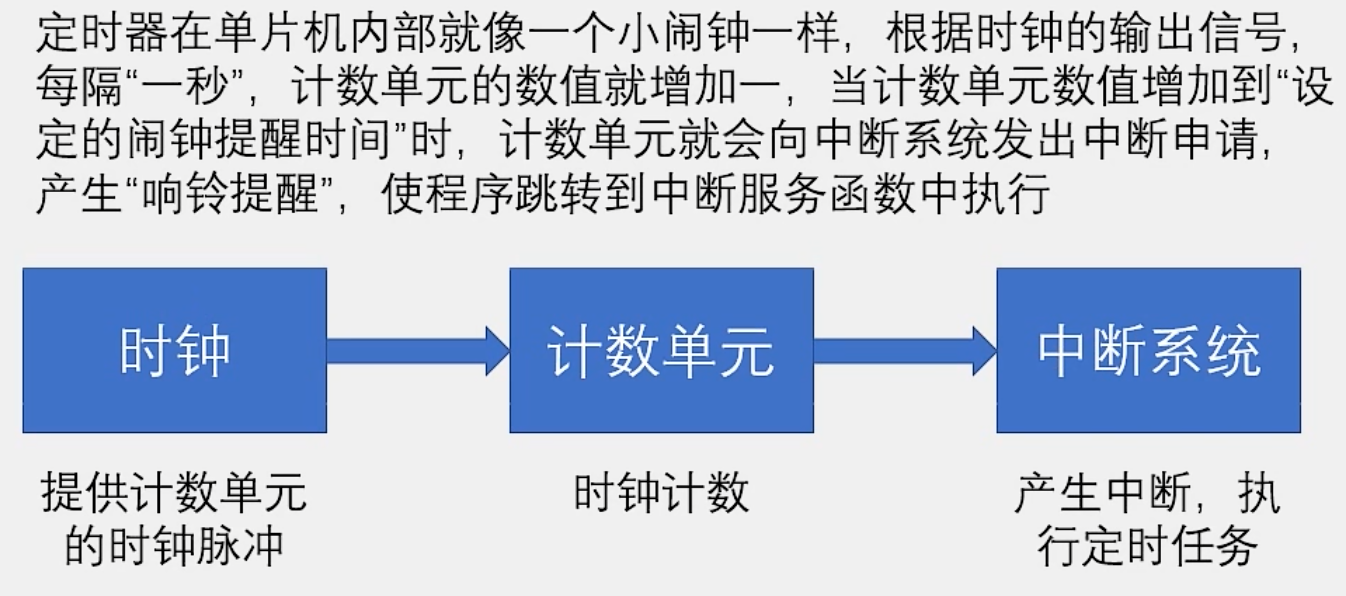 定时器在单片机内部就像一个小闹钟一样，根据时钟的输出信号，
每隔“一秒”，计数单元的数值就增加一，当计数单元数值增加到“设
定的闹钟提醒时间”时，计数单元就会向中断系统发出中断申请，
产生“响铃提醒”，使程序跳转到中断服务函数中执行
时钟
计数单元
中断系统
提供计数单元
的时钟脉冲
时钟计数
产生中断，执
行定时任务